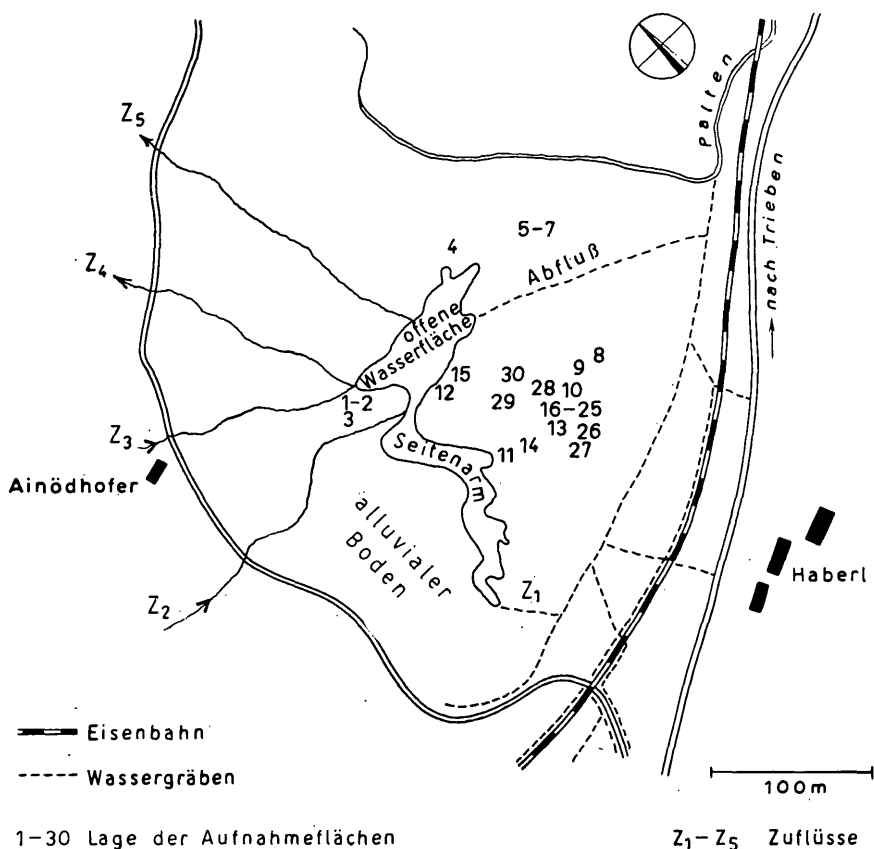 Palten
Z5
nach Trieben
5-7
4
Abfluß
Z4
offene
Wasserfläche
8
9
15
30
10
28
12
1-2
29
16-25
3
13
26
Z3
Seitenarm
14
27
11
Ainödhofer
alluvialer
Boden
Haberl
Z1
Z2
Eisenbahn
Wassergräben
100m
1-30 Lage der Aufnahmeflächen
Z1-Z5 Zuflüsse